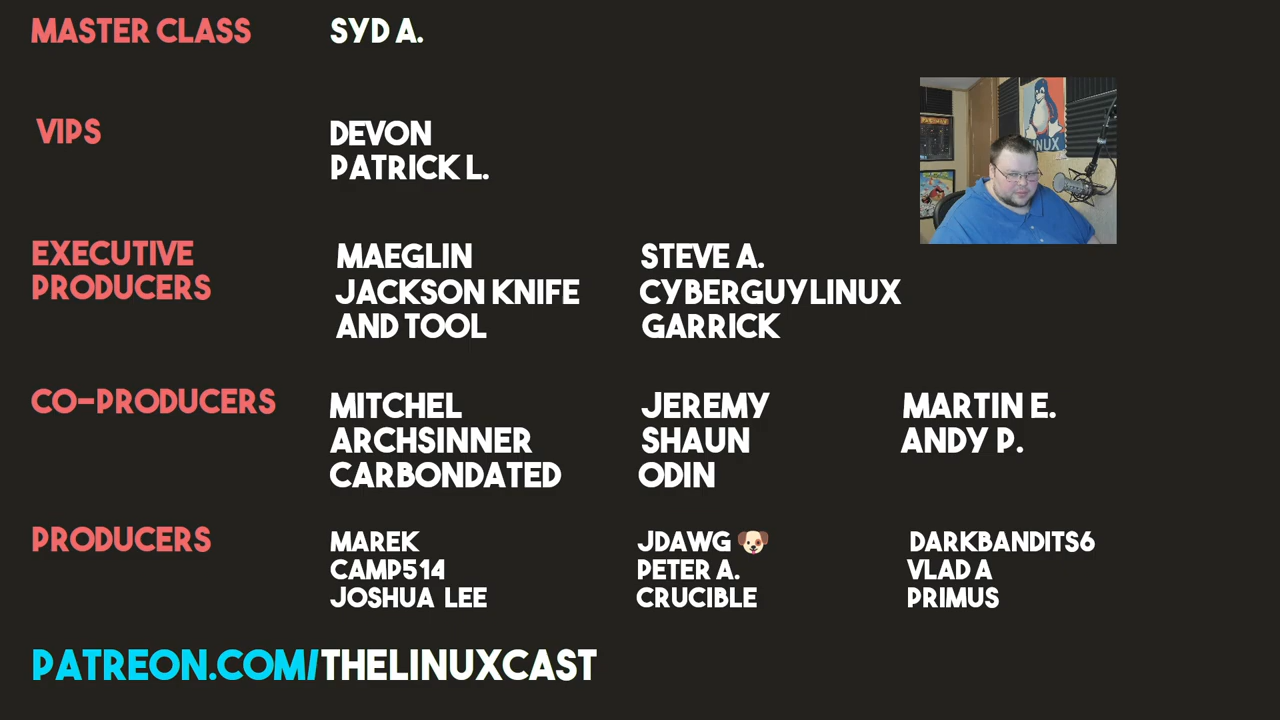 MASTER CLASS
SYD A.
VIPS
DEVON
PATRICK L.
EXECUTIVE
PRODUCERS
MAEGLIN
JACKSON KNIFE
AND TOOL
STEVE A.
CYBERGUYLINUX
GARRICK
CO-PRODUCERS
MITCHEL
ARCHSINNER
CARBONDATED
JEREMY
SHAUN
ODIN
MARTIN E.
ANDY P.
PRODUCERS
MAREK
CAMP514
JOSHUA LEE
JDAWG 🐶
PETER A.
CRUCIBLE
DARKBANDITS6
VLAD A
PRIMUS
PATREON.COM/THELINUXCAST